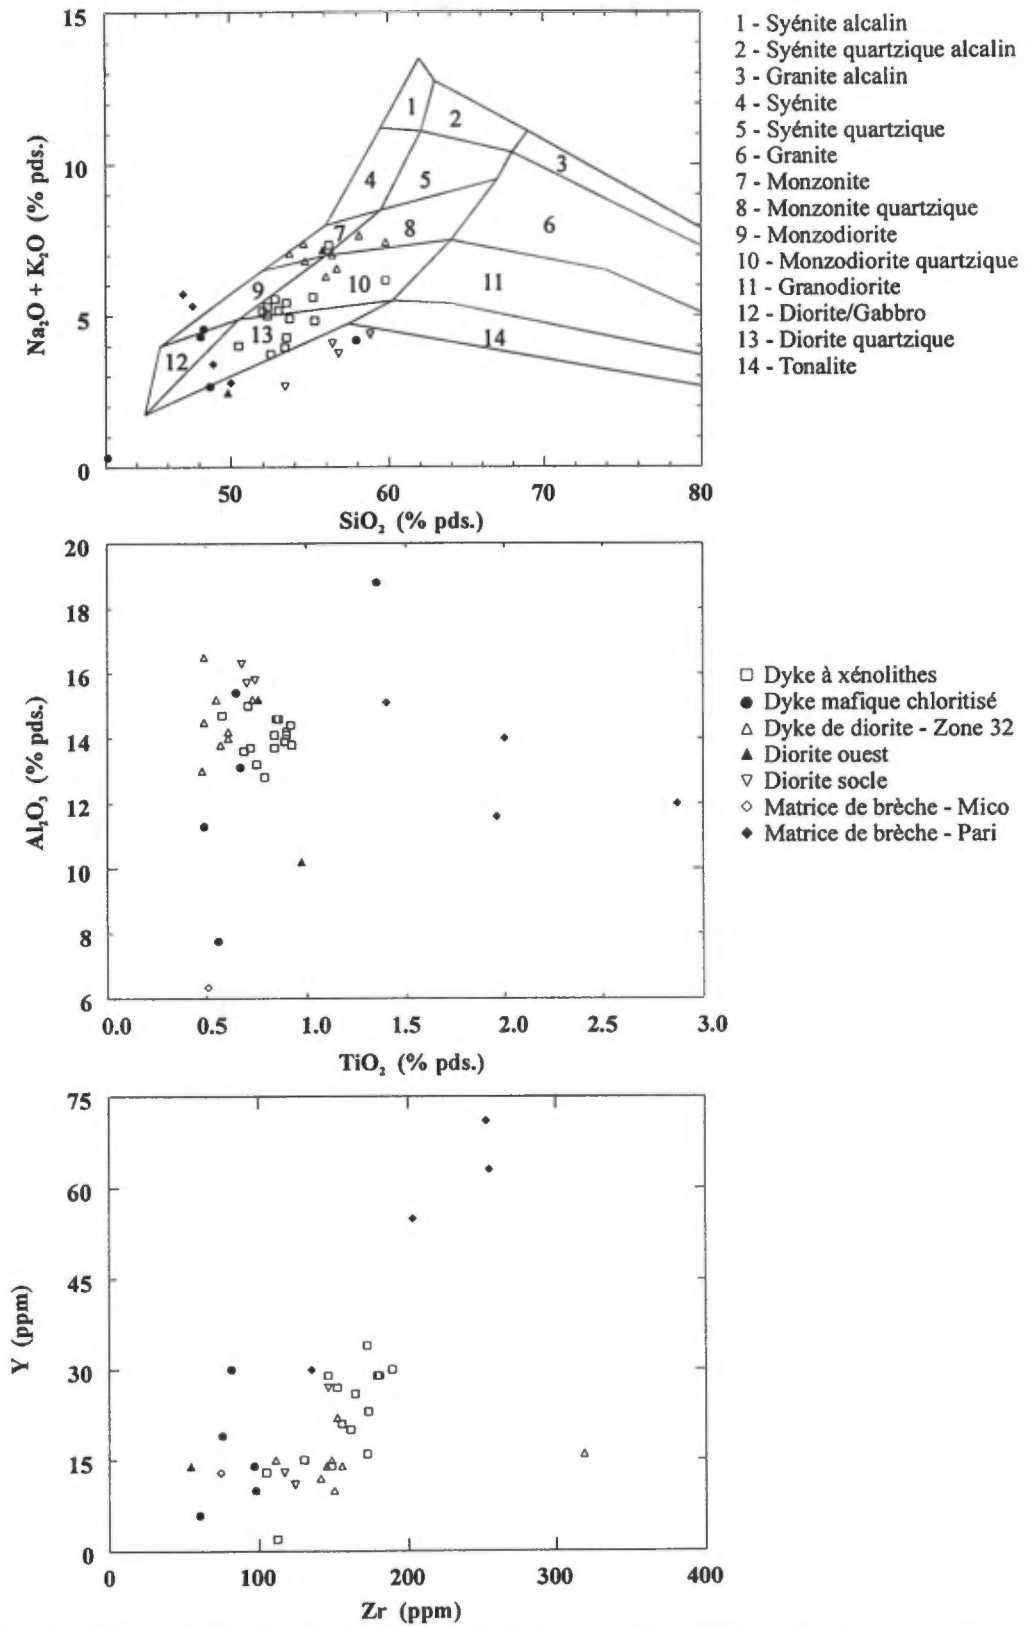 15
10
5
0
Na₂O + K₂O (% pds.)
1
2
3
4
5
6
7
8
9
10
11
12
13
14
50
60
70
80
SiO₂ (% pds.)
1 - Syénite alcalin
2 - Syénite quartzique alcalin
3 - Granite alcalin
4 - Syénite
5 - Syénite quartzique
6 - Granite
7 - Monzonite
8 - Monzonite quartzique
9 - Monzodiorite
10 - Monzodiorite quartzique
11 - Granodiorite
12 - Diorite/Gabbro
13 - Diorite quartzique
14 - Tonalite
20
18
16
14
12
10
8
6
Al₂O₃ (% pds.)
0.0
0.5
1.0
1.5
2.0
2.5
3.0
TiO₂ (% pds.)
Dyke à xénolithes
Dyke mafique chloritisé
Dyke de diorite - Zone 32
Diorite ouest
Diorite socle
Matrice de brèche - Mico
Matrice de brèche - Pari
75
60
45
30
15
0
Y (ppm)
0
100
200
300
400
Zr (ppm)